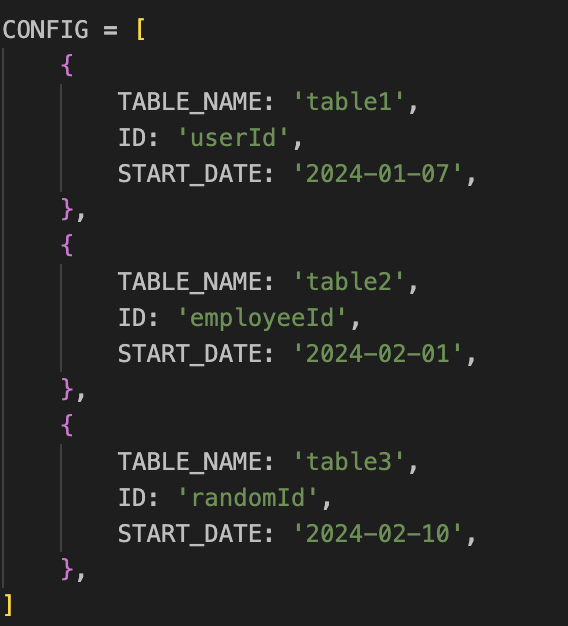 CONFIG = [
    {
        TABLE_NAME: 'table1',
        ID: 'userId',
        START_DATE: '2024-01-07',
    },
    {
        TABLE_NAME: 'table2',
        ID: 'employeeId',
        START_DATE: '2024-02-01',
    },
    {
        TABLE_NAME: 'table3',
        ID: 'randomId',
        START_DATE: '2024-02-10',
    },
]